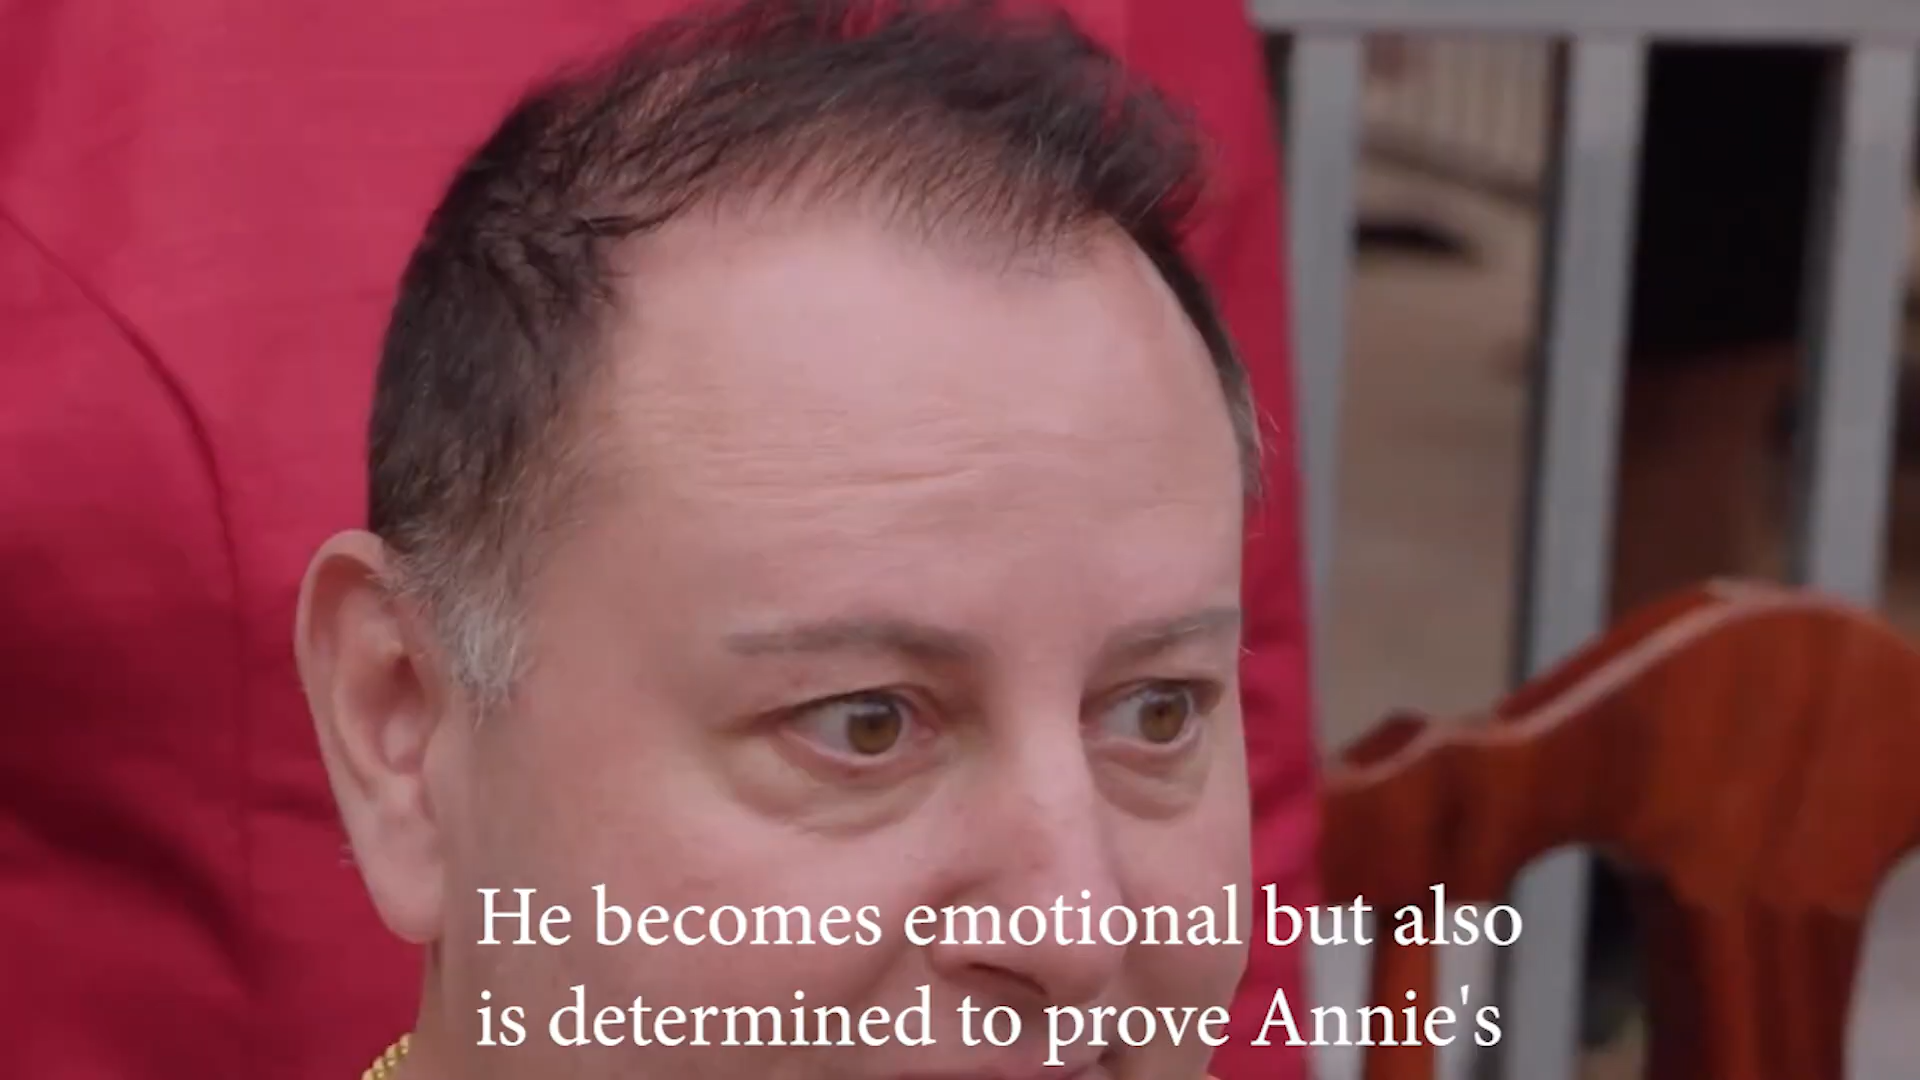 He becomes emotional but also
is determined to prove Annie's